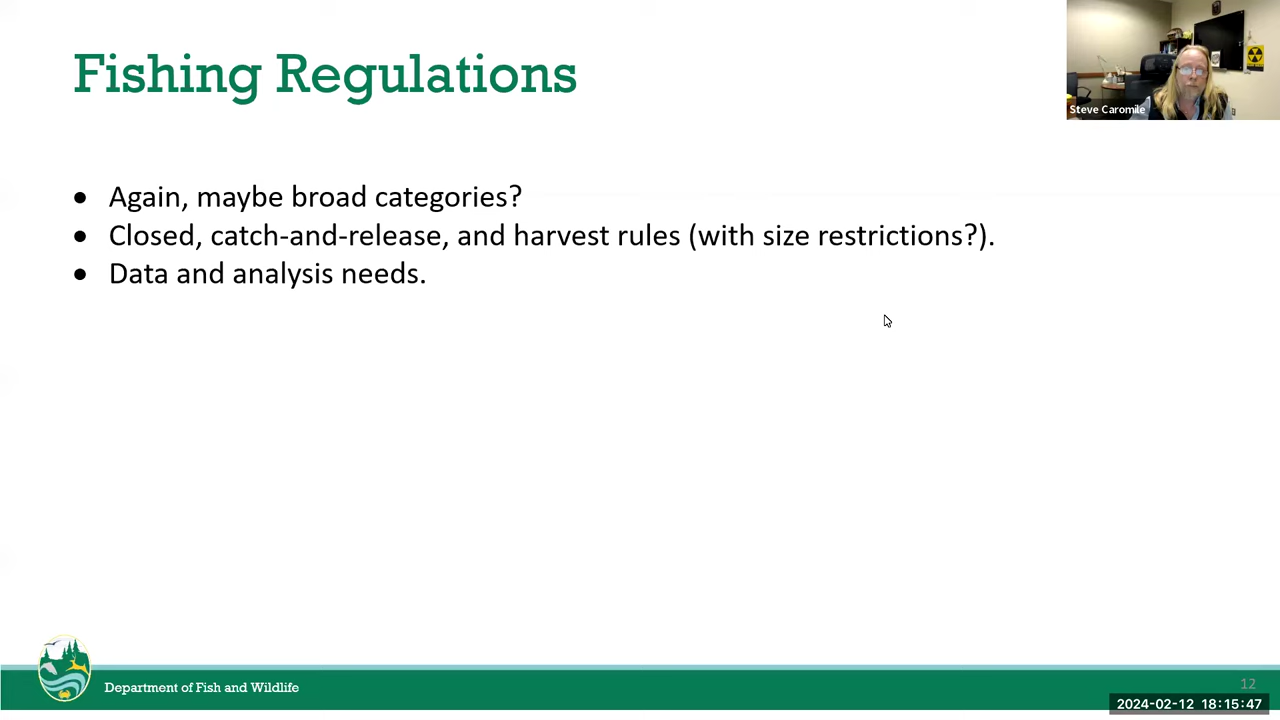 Fishing Regulations
Steve Caromile
● Again, maybe broad categories?
● Closed, catch-and-release, and harvest rules (with size restrictions?).
● Data and analysis needs.
Department of Fish and Wildlife
12
2024-02-12 18:15:47